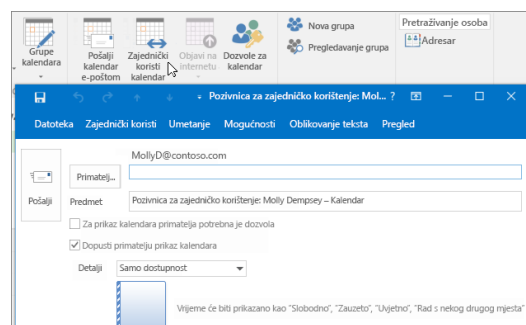 Grupe kalendara
Pošalji kalendar e-poštom
Zajednički koristi kalendar
Objavi na internetu
Dozvole za kalendar
Nova grupa
Pregledavanje grupa
Pretraživanje osoba
Adresar
Pozivnica za zajedničko korištenje: Mol... ?
Datoteka Zajednički koristi Umetanje Mogućnosti Oblikovanje teksta Pregled
MollyD@contoso.com
Primatelj...
Pošalji
Predmet Pozivnica za zajedničko korištenje: Molly Dempsey – Kalendar
Za prikaz kalendara primatelja potrebna je dozvola
Dopusti primatelju prikaz kalendara
Detalji Samo dostupnost
Vrijeme će biti prikazano kao "Slobodno", "Zauzeto", "Uvjetno", "Rad s nekog drugog mjesta"